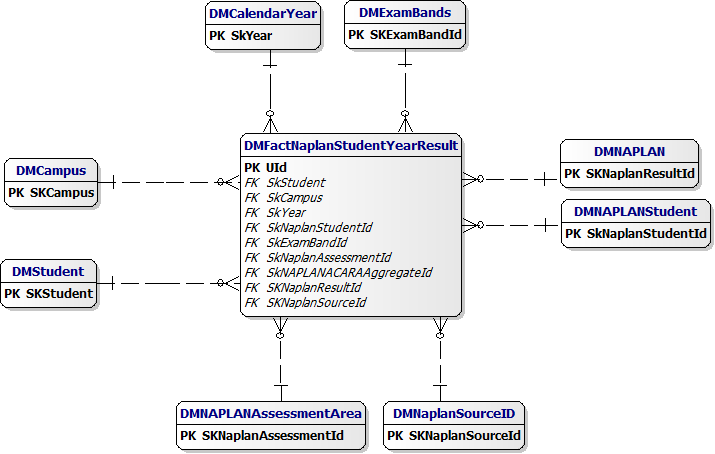 DMCalendarYear
PK SkYear
DMExamBands
PK SKExamBandId
DMFactNaplanStudentYearResult
PK UId
FK SkStudent
FK SkCampus
FK SkYear
FK SkNaplanStudentId
FK SkExamBandId
FK SkNaplanAssessmentId
FK SkNAPLANACARAAggregateId
FK SKNaplanResultId
FK SKNaplanSourceId
DMCampus
PK SKCampus
DMStudent
PK SKStudent
DMNAPLAN
PK SKNaplanResultId
DMNAPLANStudent
PK SkNaplanStudentId
DMNAPLANAssessmentArea
PK SKNaplanAssessmentId
DMNaplanSourceID
PK SKNaplanSourceId